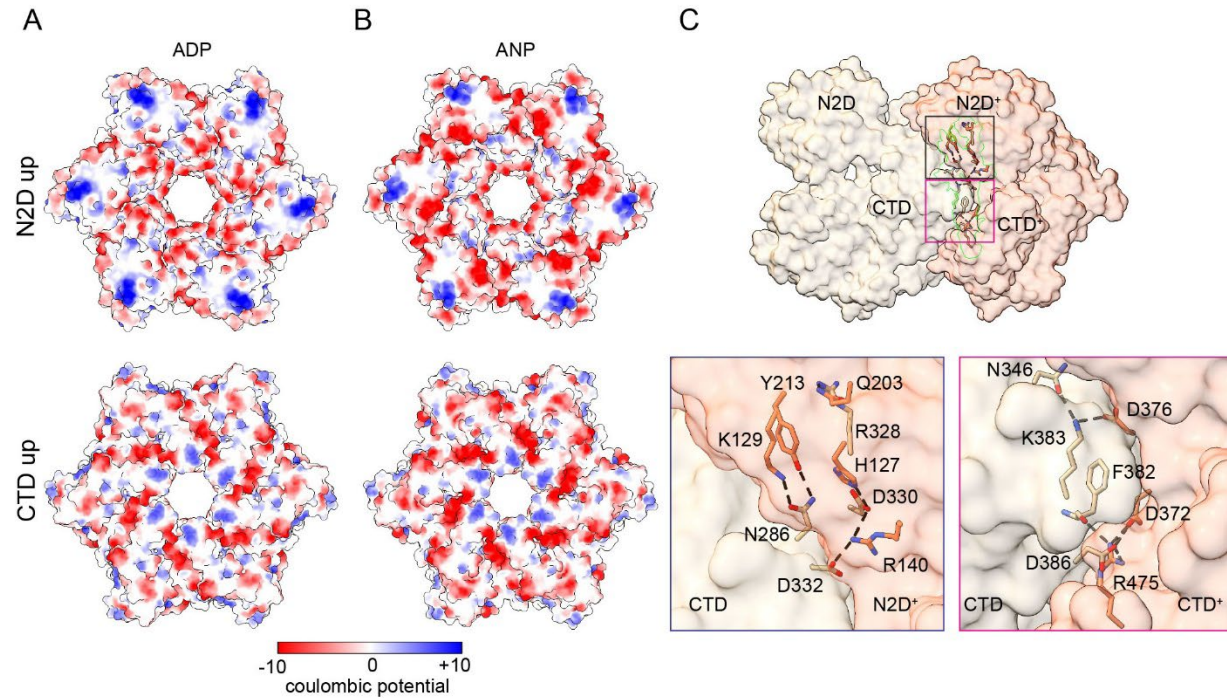 A
B
C
ADP
ANP
N2D up
CTD up
-10
0
+10
coulombic potential
N2D
N2D⁺
CTD
CTD⁺
Y213
Q203
K129
R328
H127
D330
N286
R140
D332
CTD
N2D⁺
N346
D376
K383
F382
D372
D386
R475
CTD
CTD⁺